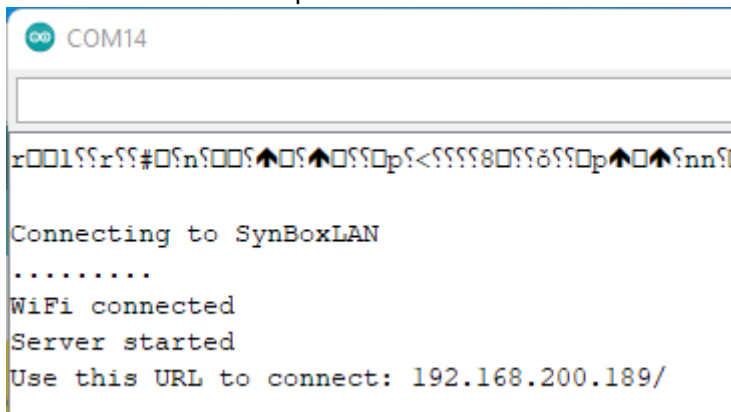 COM14
Connecting to SynBoxLAN
.........
WiFi connected
Server started
Use this URL to connect: 192.168.200.189/